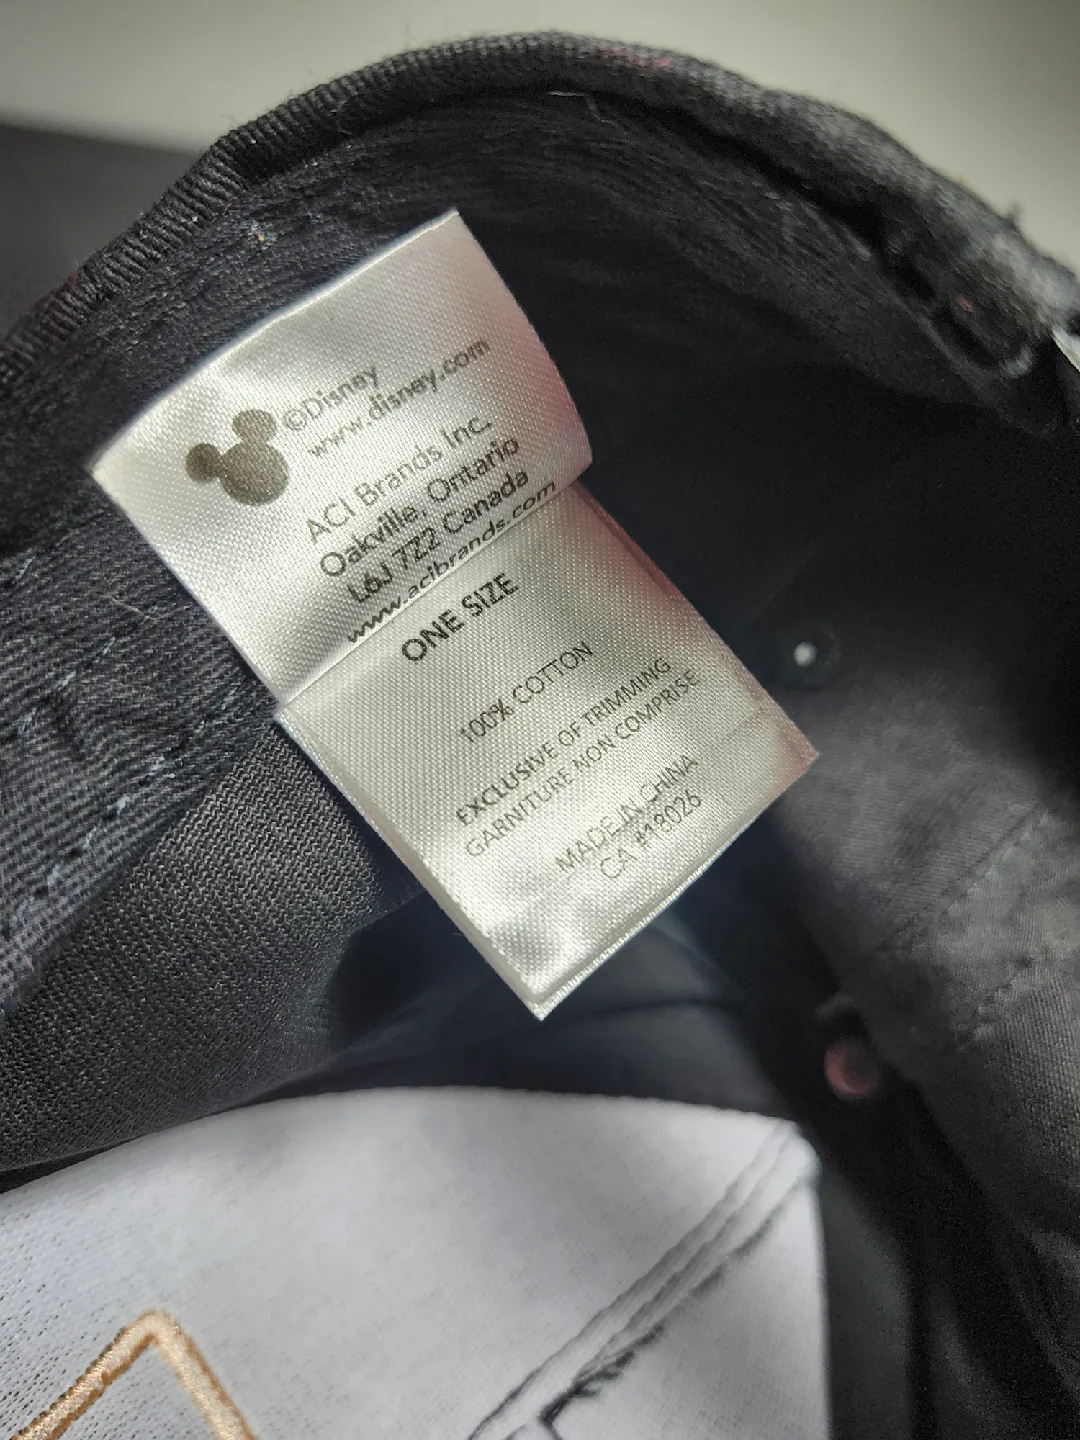 ©Disney
www.disney.com
ACI Brands Inc.
Oakville, Ontario
L6J 7Z2 Canada
www.acibrands.com
ONE SIZE
100% COTTON
EXCLUSIVE OF TRIMMING
GARNITURE NON COMPRISE
MADE IN CHINA
CA #18026